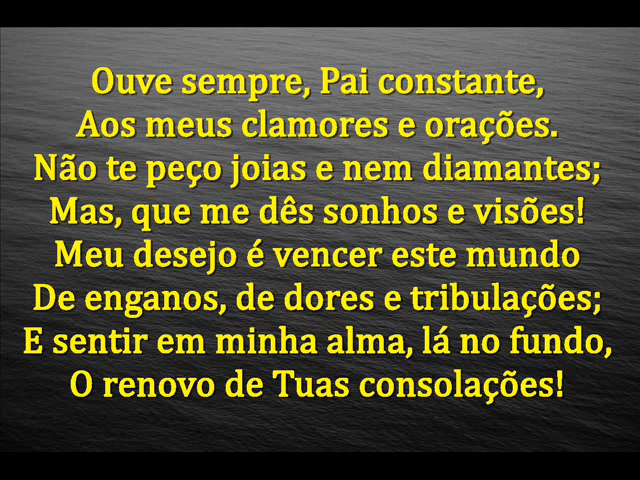 Ouve sempre, Pai constante,
Aos meus clamores e orações.
Não te peço joias e nem diamantes;
Mas, que me dês sonhos e visões!
Meu desejo é vencer este mundo
De enganos, de dores e tribulações;
E sentir em minha alma, lá no fundo,
O renovo de Tuas consolações!